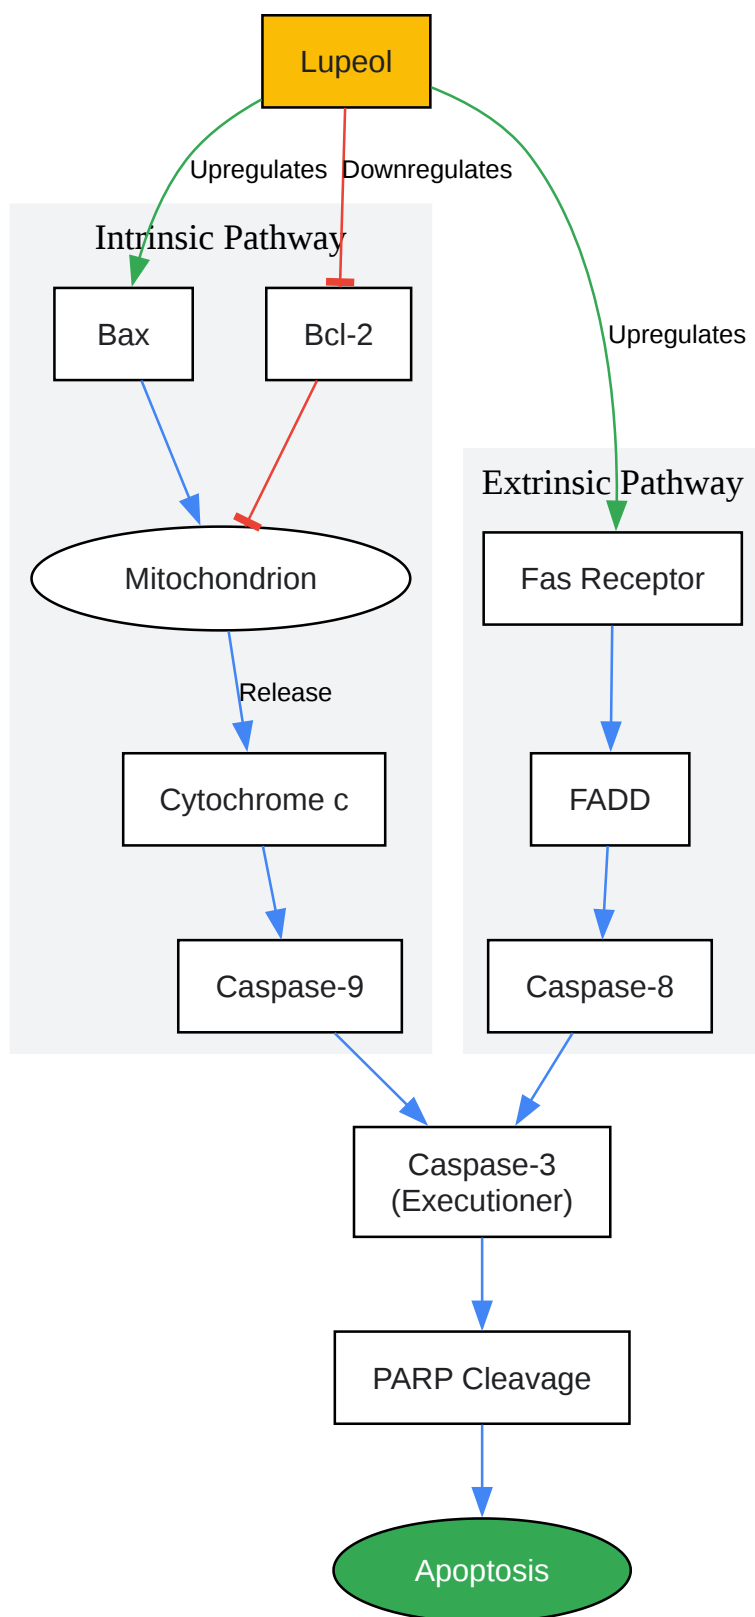 Lupeol
Upregulates
Downregulates
Intrinsic Pathway
Bax
Bcl-2
Upregulates
Extrinsic Pathway
Mitochondrion
Fas Receptor
Release
Cytochrome c
FADD
Caspase-9
Caspase-8
Caspase-3
(Executioner)
PARP Cleavage
Apoptosis